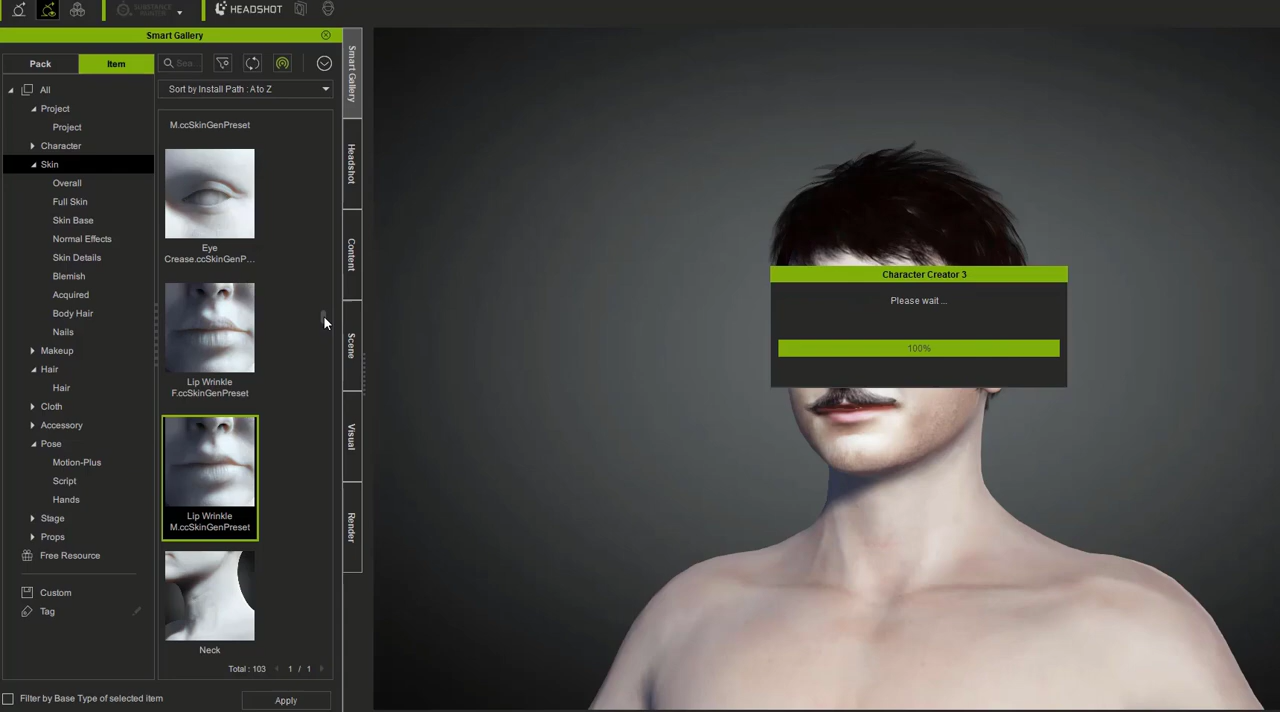 SUBSTANCE
PAINTER
HEADSHOT
Smart Gallery
Pack
Item
Sea
Sort by Install Path : A to Z
All
Project
Project
Character
Skin
Overall
Full Skin
Skin Base
Normal Effects
Skin Details
Blemish
Acquired
Body Hair
Nails
Makeup
Hair
Hair
Cloth
Accessory
Pose
Motion-Plus
Script
Hands
Stage
Props
Free Resource
Custom
Tag
M.ccSkinGenPreset
Eye
Crease.ccSkinGenP...
Lip Wrinkle
F.ccSkinGenPreset
Lip Wrinkle
M.ccSkinGenPreset
Neck
Total : 103
1 / 1
Filter by Base Type of selected item
Apply
Smart Gallery
Headshot
Content
Scene
Visual
Render
Character Creator 3
Please wait ...
100%